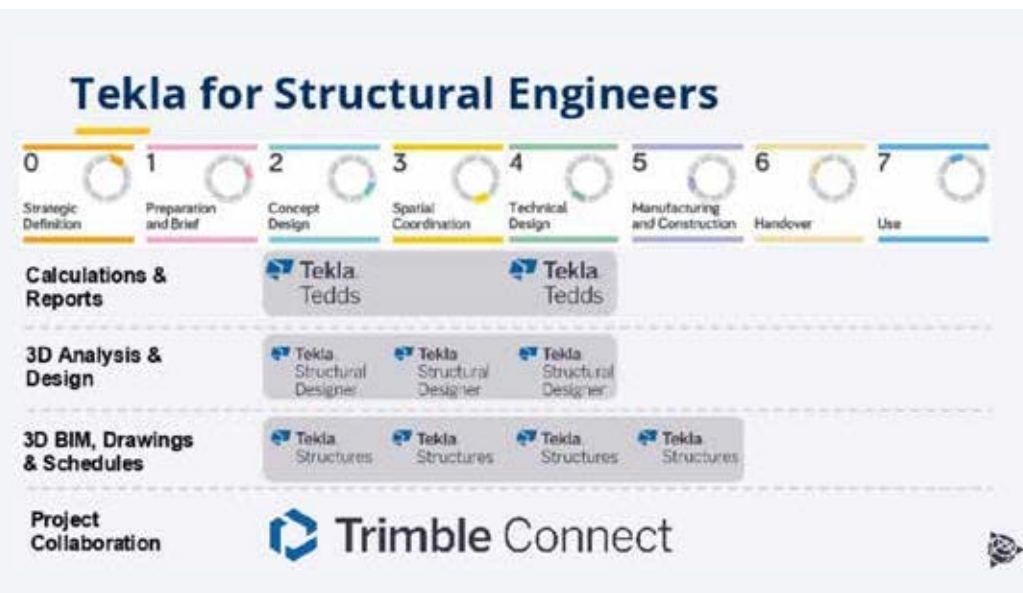 Tekla for Structural Engineers
0
1
2
3
4
5
6
7
Strategic
Definition
Preparation
and Brief
Concept
Design
Spatial
Coordination
Technical
Design
Manufacturing
and Construction
Handover
Use
Calculations &
Reports
Tekla
Tedds
Tekla
Tedds
3D Analysis &
Design
Tekla
Structural
Designer
Tekla
Structural
Designer
Tekla
Structural
Designer
3D BIM, Drawings
& Schedules
Tekla
Structures
Tekla
Structures
Tekla
Structures
Tekla
Structures
Project
Collaboration
Trimble Connect